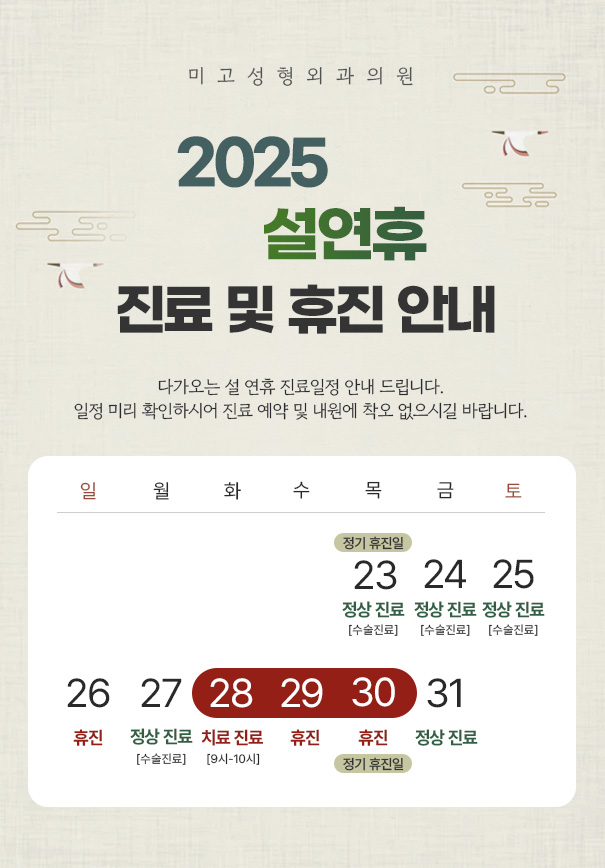 미고성형외과의원
2025
설연휴
진료 및 휴진 안내
다가오는 설 연휴 진료일정 안내 드립니다.
일정 미리 확인하시어 진료 예약 및 내원에 착오 없으시길 바랍니다.
일 월 화 수 목 금 토
정기 휴진일
23 24 25
정상 진료 정상 진료 정상 진료
[수술진료] [수술진료] [수술진료]
26 27 28 29 30 31
휴진 정상 진료 치료 진료 휴진 휴진 정상 진료
[수술진료] [9시-10시] 정기 휴진일